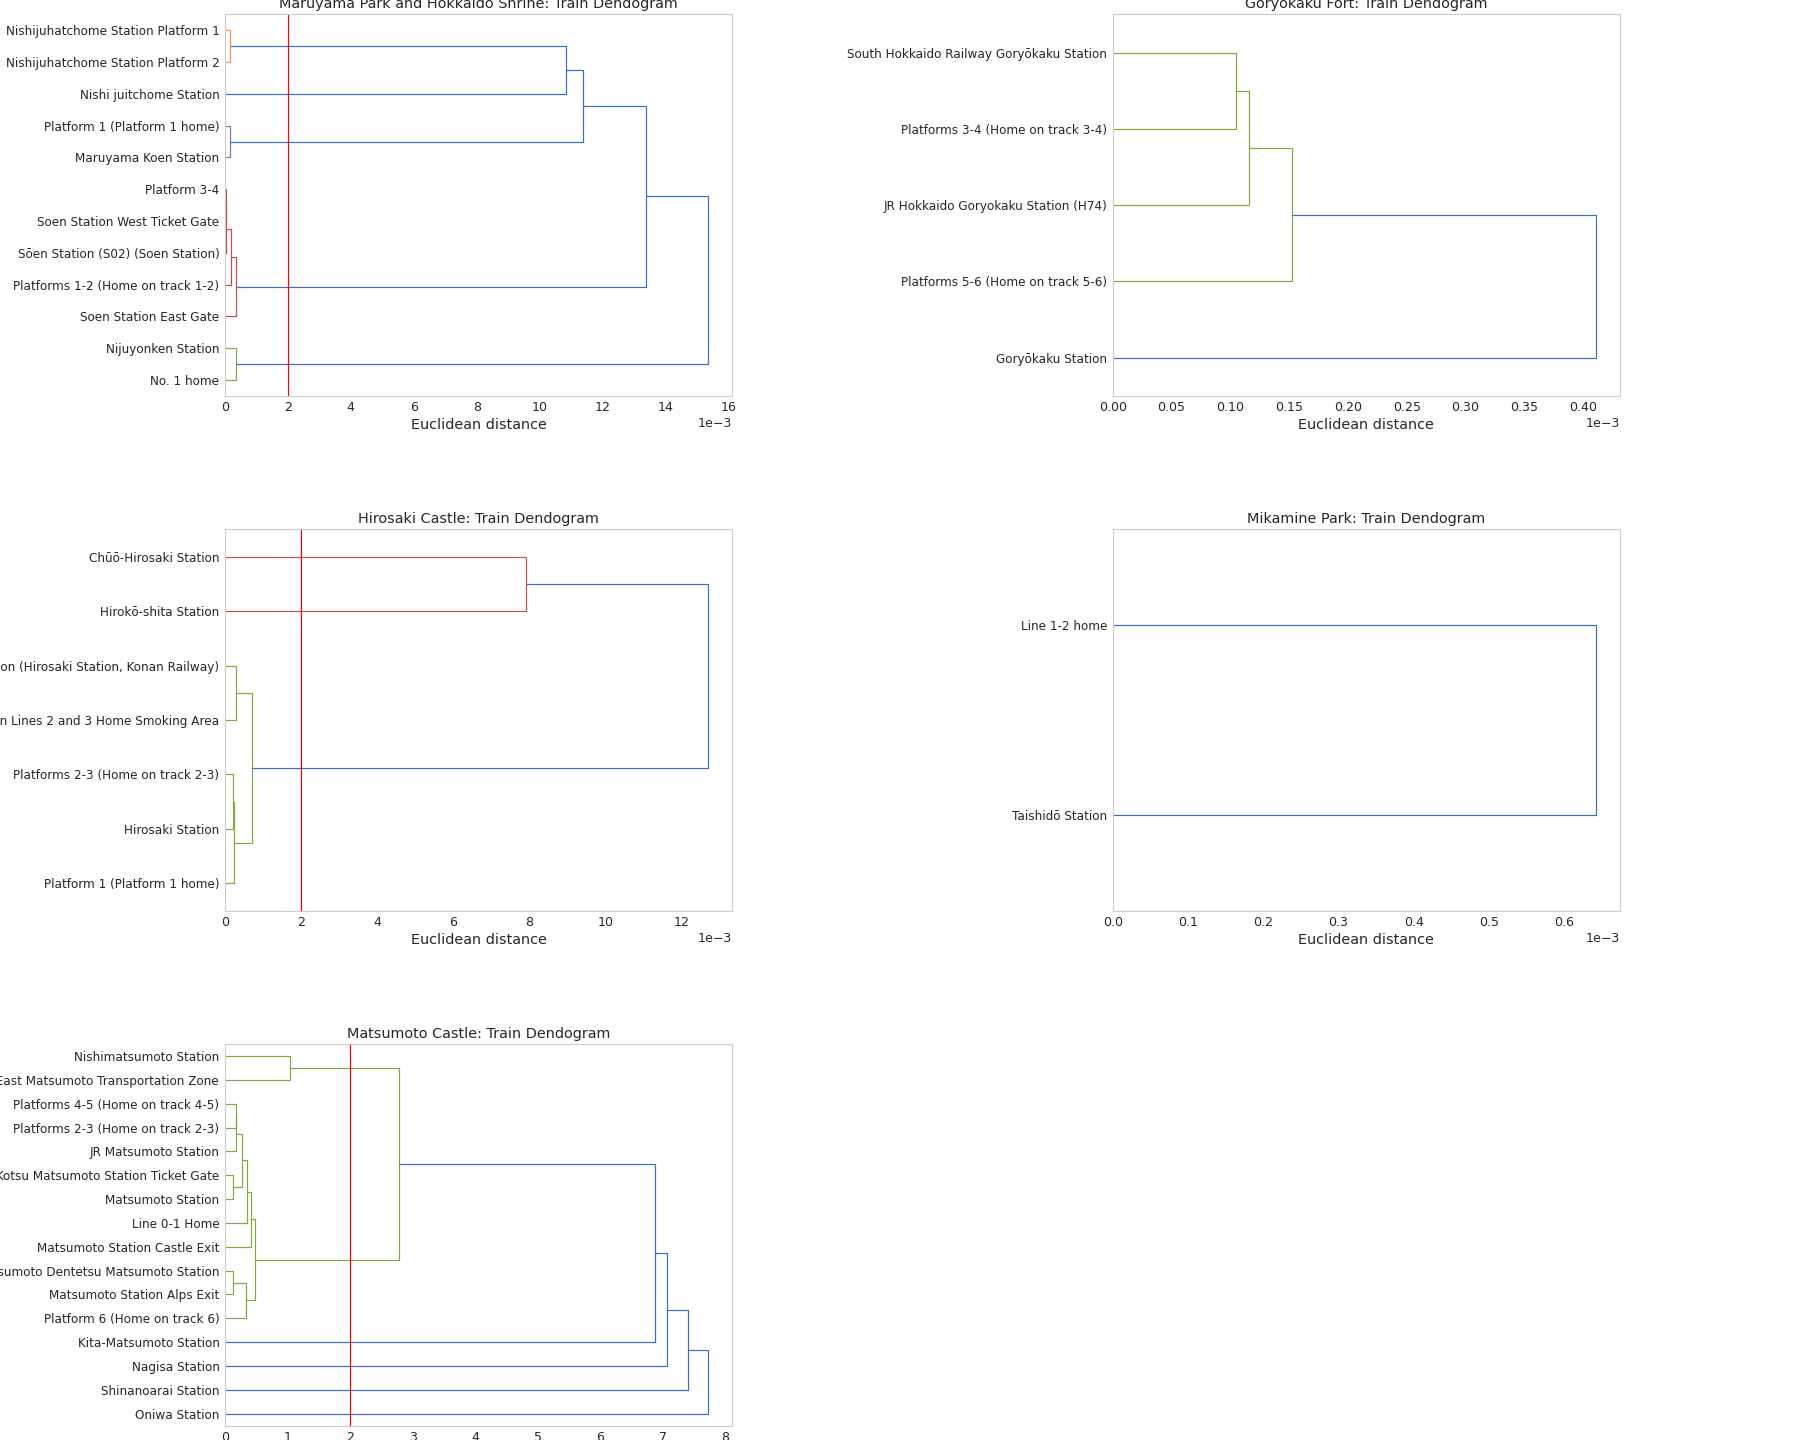 Maruyama Park and Hokkaido Shrine: Train Dendogram
Nishijuhatchome Station Platform 1
Nishijuhatchome Station Platform 2
Nishi juitchome Station
Platform 1 (Platform 1 home)
Maruyama Koen Station
Platform 3-4
Soen Station West Ticket Gate
Sōen Station (S02) (Soen Station)
Platforms 1-2 (Home on track 1-2)
Soen Station East Gate
Nijuyonken Station
No. 1 home
0 2 4 6 8 10 12 14 16
1e−3
Euclidean distance
Goryokaku Fort: Train Dendogram
South Hokkaido Railway Goryōkaku Station
Platforms 3-4 (Home on track 3-4)
JR Hokkaido Goryokaku Station (H74)
Platforms 5-6 (Home on track 5-6)
Goryōkaku Station
0.00 0.05 0.10 0.15 0.20 0.25 0.30 0.35 0.40
1e−3
Euclidean distance
Hirosaki Castle: Train Dendogram
Chūō-Hirosaki Station
Hirokō-shita Station
on (Hirosaki Station, Konan Railway)
n Lines 2 and 3 Home Smoking Area
Platforms 2-3 (Home on track 2-3)
Hirosaki Station
Platform 1 (Platform 1 home)
0 2 4 6 8 10 12
1e−3
Euclidean distance
Mikamine Park: Train Dendogram
Line 1-2 home
Taishidō Station
0.0 0.1 0.2 0.3 0.4 0.5 0.6
1e−3
Euclidean distance
Matsumoto Castle: Train Dendogram
Nishimatsumoto Station
East Matsumoto Transportation Zone
Platforms 4-5 (Home on track 4-5)
Platforms 2-3 (Home on track 2-3)
JR Matsumoto Station
Kotsu Matsumoto Station Ticket Gate
Matsumoto Station
Line 0-1 Home
Matsumoto Station Castle Exit
sumoto Dentetsu Matsumoto Station
Matsumoto Station Alps Exit
Platform 6 (Home on track 6)
Kita-Matsumoto Station
Nagisa Station
Shinanoarai Station
Oniwa Station
0 1 2 3 4 5 6 7 8